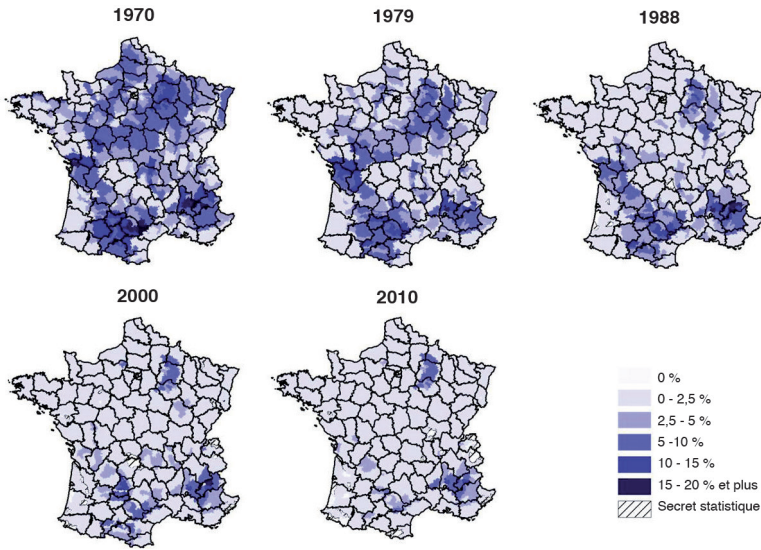 1970
1979
1988
2000
2010
0 %
0 - 2,5 %
2,5 - 5 %
5 -10 %
10 - 15 %
15 - 20 % et plus
Secret statistique